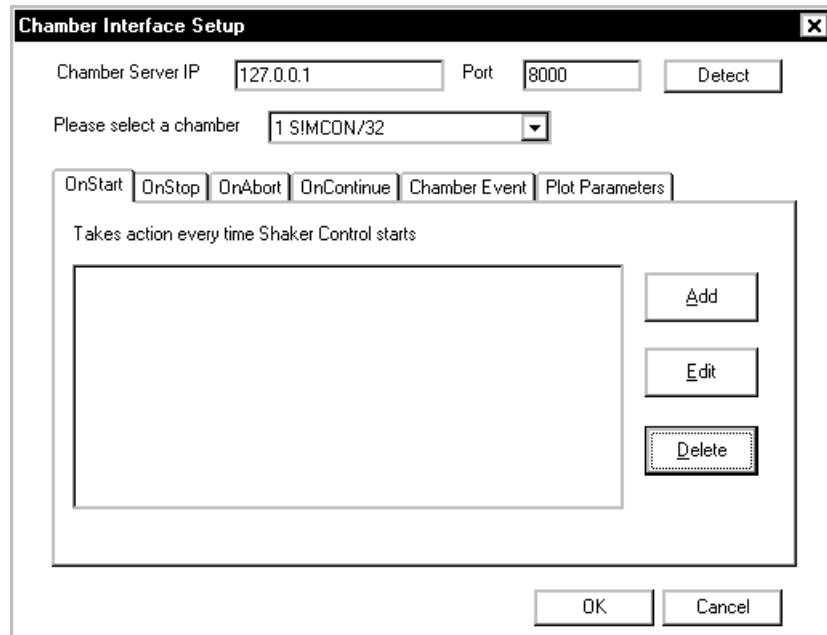 Chamber Interface Setup
Chamber Server IP 127.0.0.1 Port 8000 Detect
Please select a chamber 1 S!MCON/32
OnStart OnStop OnAbort OnContinue Chamber Event Plot Parameters
Takes action every time Shaker Control starts
Add
Edit
Delete
OK Cancel